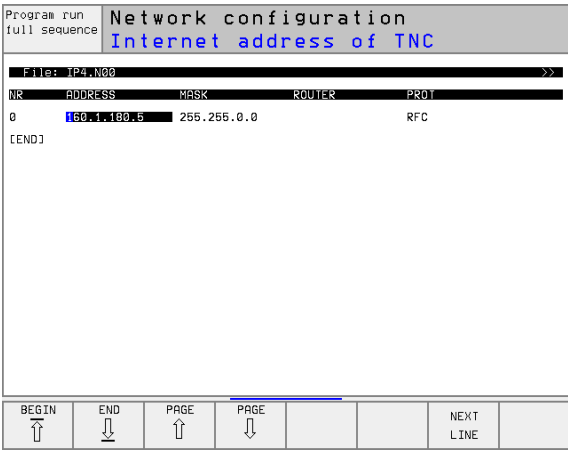 Program run
full sequence
Network configuration
Internet address of TNC
File: IP4.N00 >>
NR ADDRESS MASK ROUTER PROT
0 160.1.180.5 255.255.0.0 RFC
[END]
BEGIN END PAGE PAGE NEXT
LINE